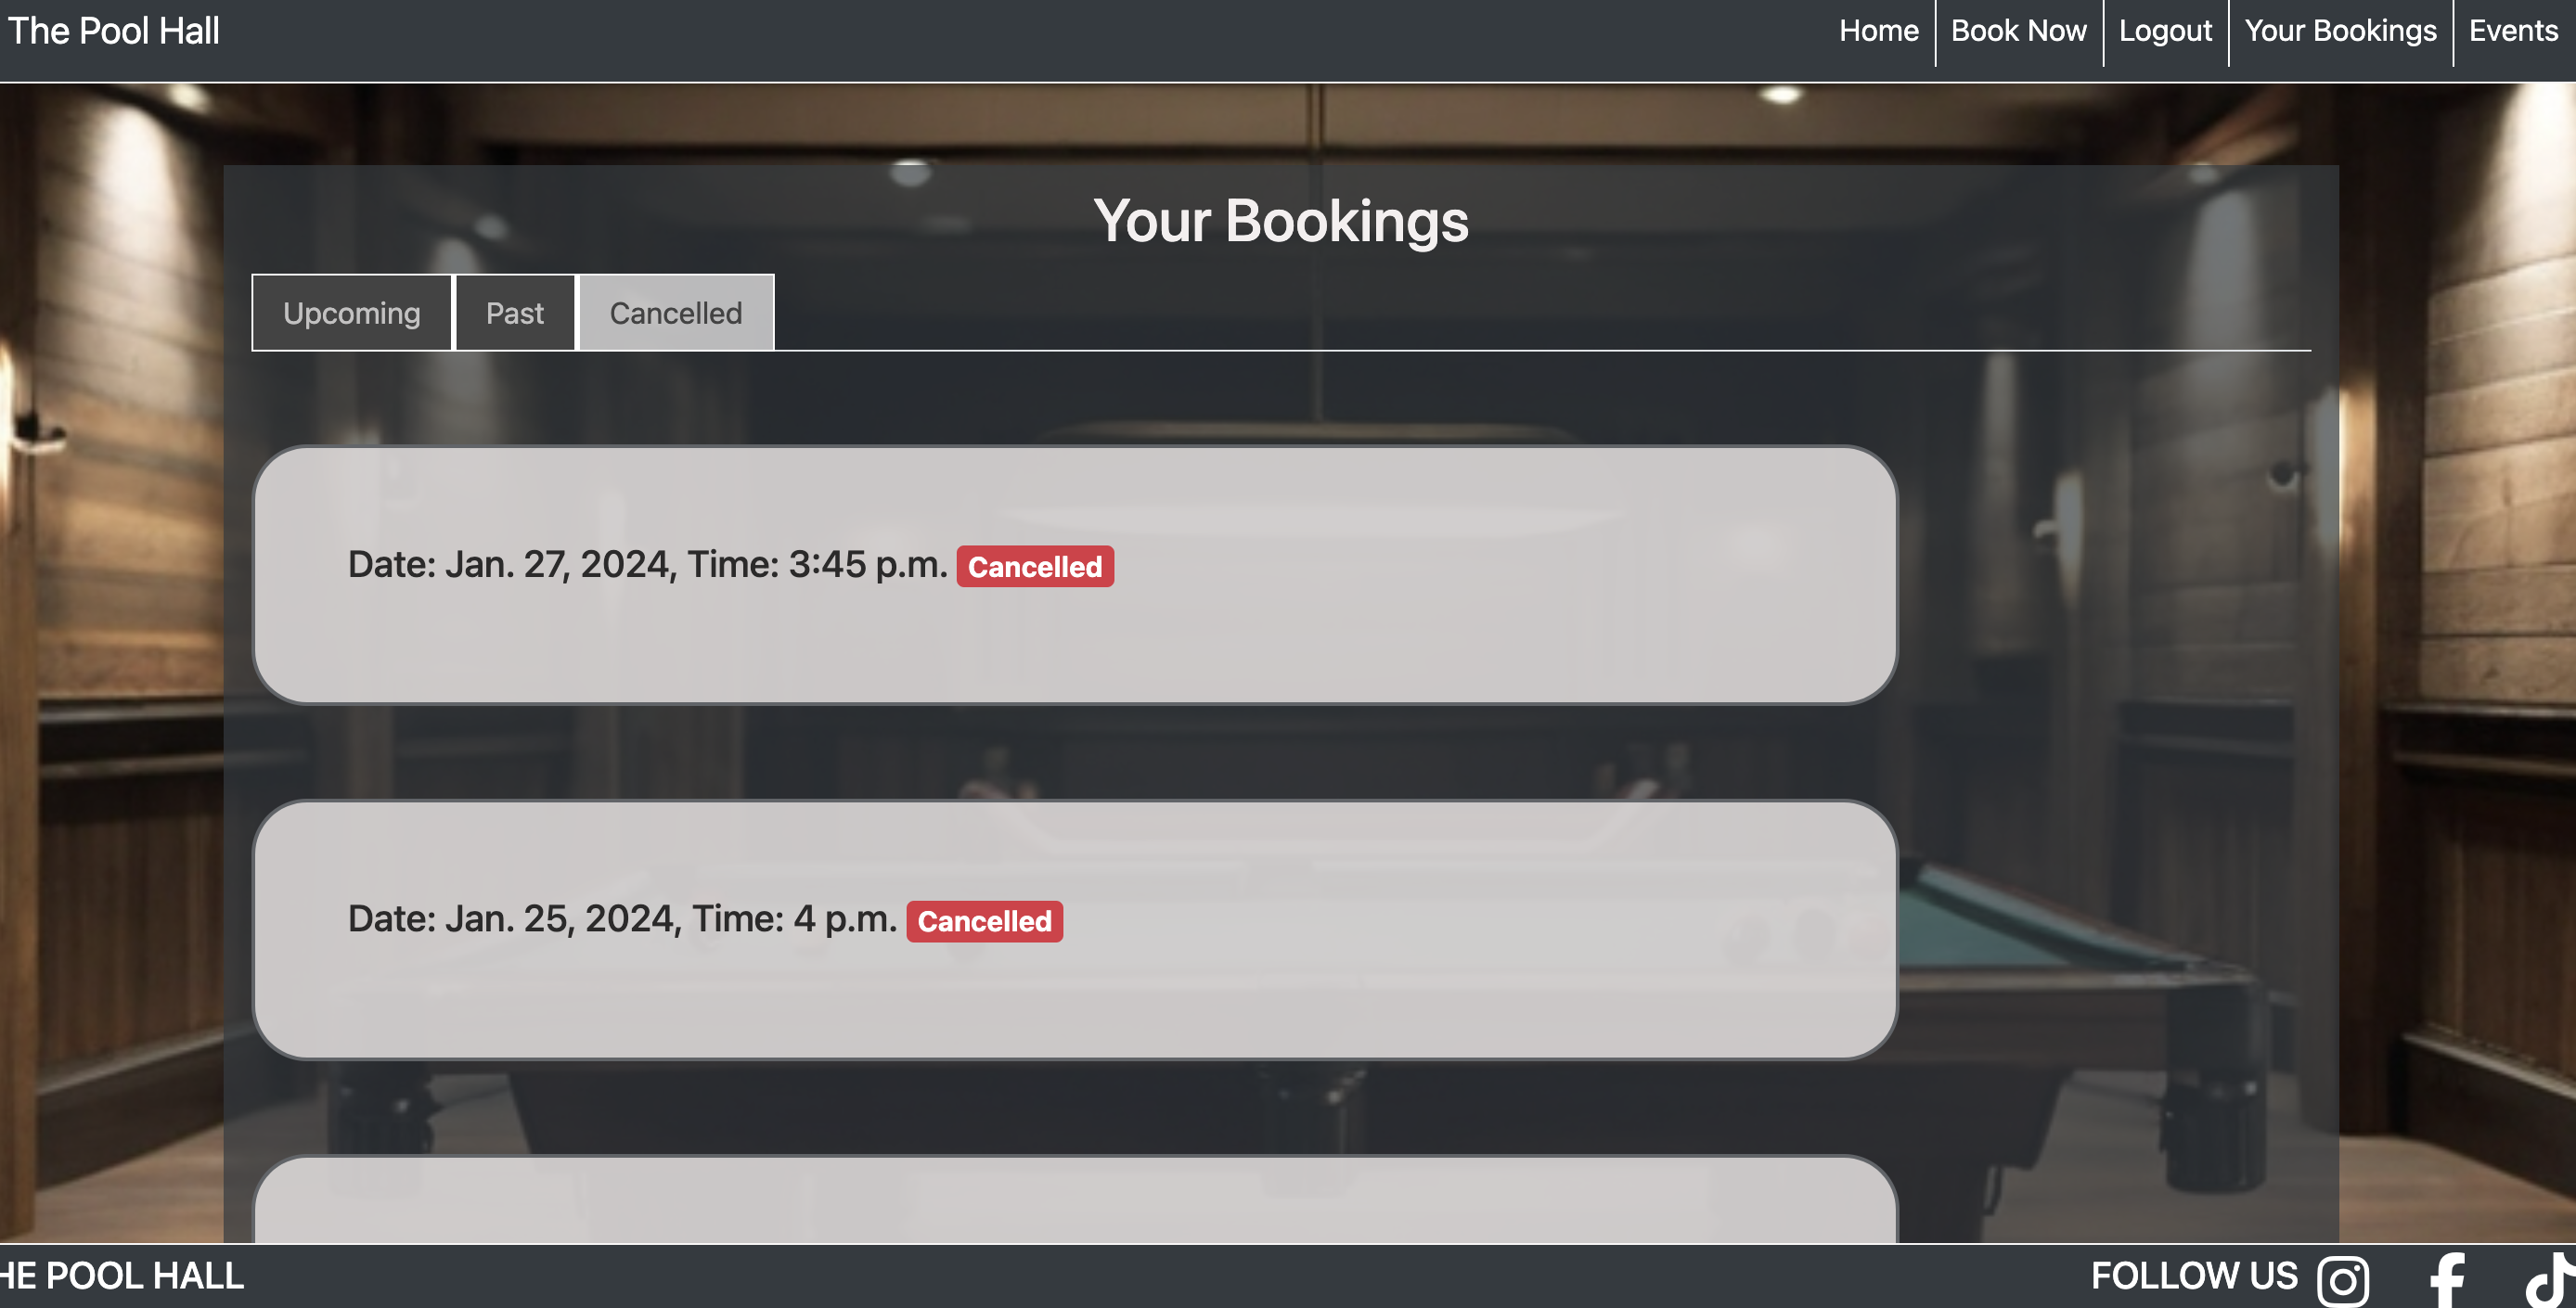 The Pool Hall
Home
Book Now
Logout
Your Bookings
Events
Your Bookings
Upcoming
Past
Cancelled
Date: Jan. 27, 2024, Time: 3:45 p.m. Cancelled
Date: Jan. 25, 2024, Time: 4 p.m. Cancelled
HE POOL HALL
FOLLOW US